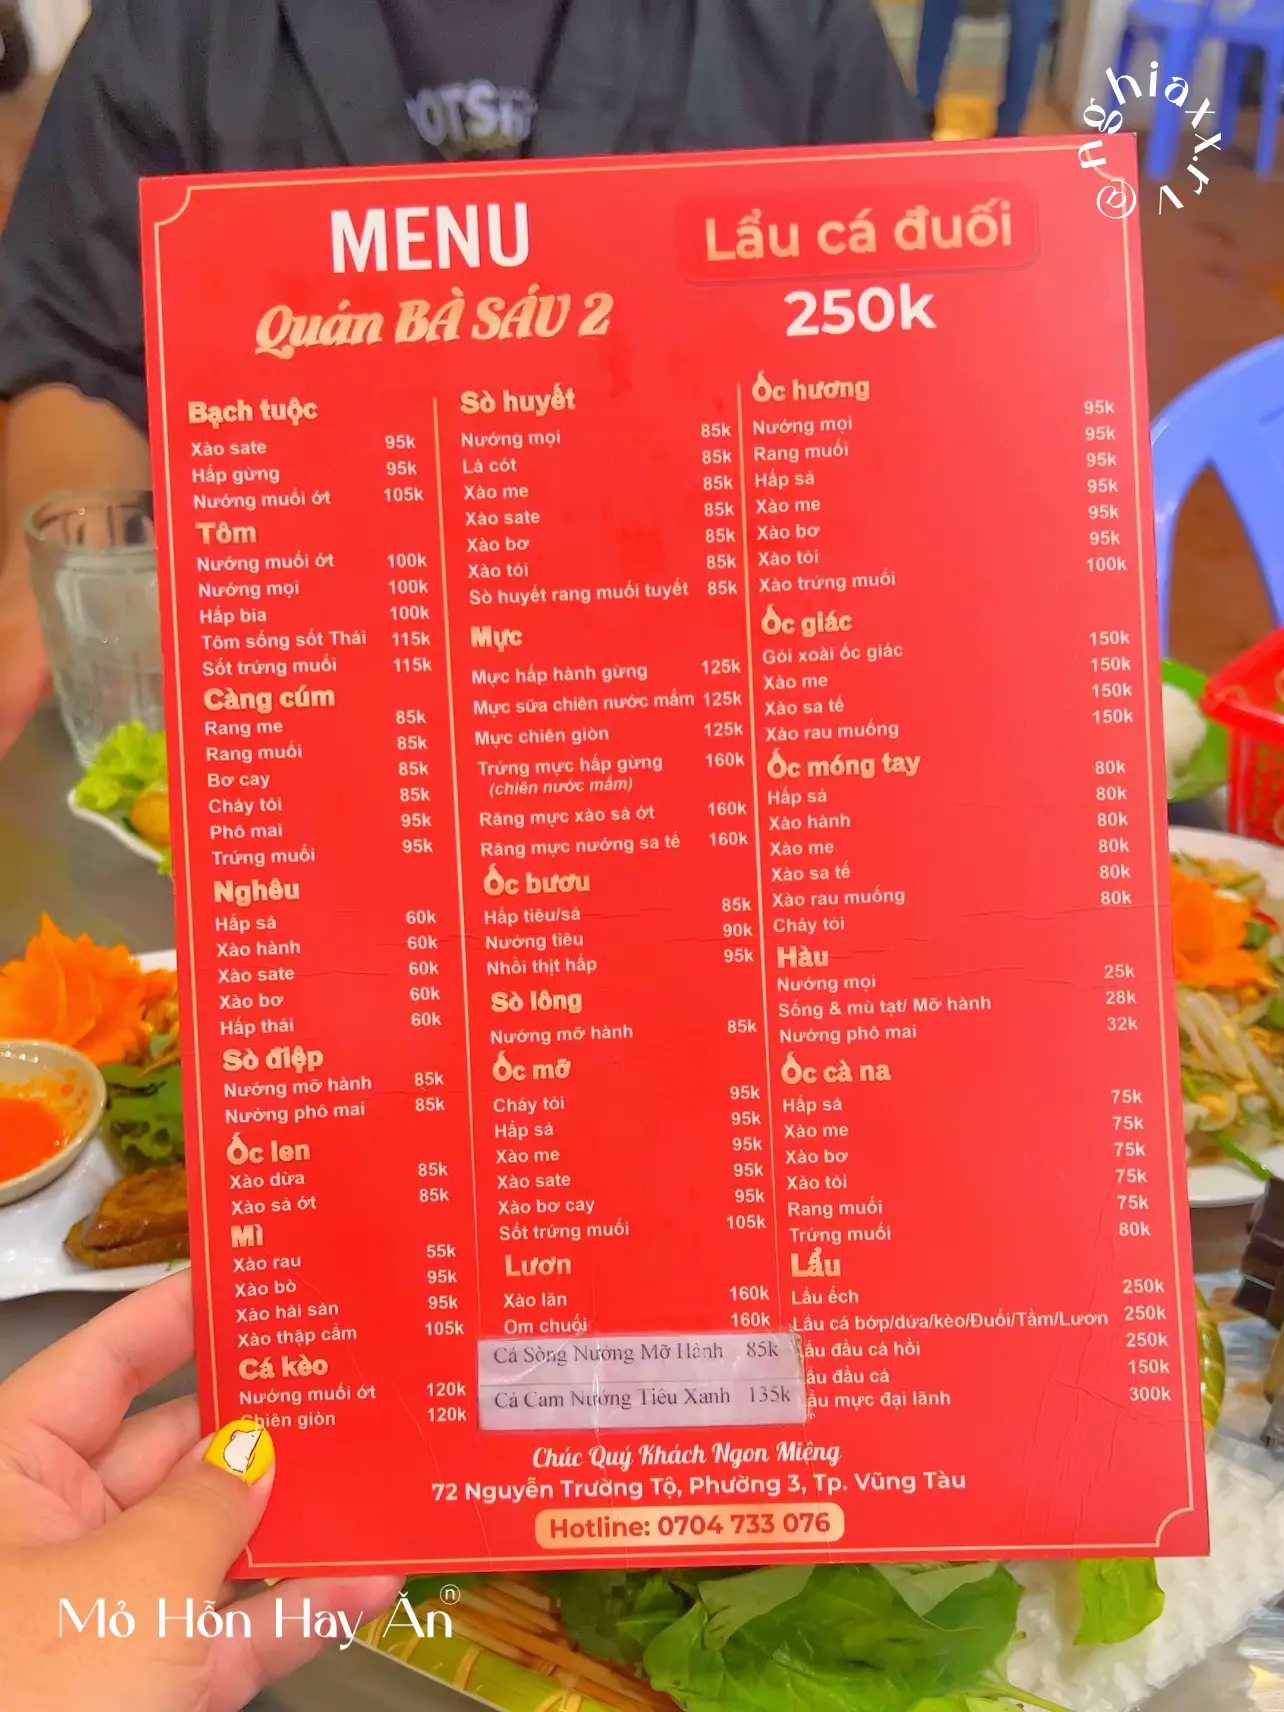 @nghiaxx.rv
OTS
MENU
Quán BÀ SÁU 2
Lẩu cá đuối
250k
Bạch tuộc
Xào sate 95k
Hấp gừng 95k
Nướng muối ớt 105k
Tôm
Nướng muối ớt 100k
Nướng mọi 100k
Hấp bia 100k
Tôm sống sốt Thái 115k
Sốt trứng muối 115k
Càng cúm
Rang me 85k
Rang muối 85k
Bơ cay 85k
Cháy tỏi 85k
Phô mai 95k
Trứng muối 95k
Nghêu
Hấp sả 60k
Xào hành 60k
Xào sate 60k
Xào bơ 60k
Hấp thái 60k
Sò điệp
Nướng mỡ hành 85k
Nướng phô mai 85k
Ốc len
Xào dừa 85k
Xào sả ớt 85k
Mì
Xào rau 55k
Xào bò 95k
Xào hải sản 95k
Xào thập cẩm 105k
Cá kèo
Nướng muối ớt 120k
Chiên giòn 120k
Sò huyết
Nướng mọi 85k
Lá cót 85k
Xào me 85k
Xào sate 85k
Xào bơ 85k
Xào tỏi 85k
Sò huyết rang muối tuyết 85k
Mực
Mực hấp hành gừng 125k
Mực sữa chiên nước mắm 125k
Mực chiên giòn 125k
Trứng mực hấp gừng 160k
(chiên nước mắm)
Răng mực xào sả ớt 160k
Răng mực nướng sa tế 160k
Ốc bươu
Hấp tiêu/sả 85k
Nướng tiêu 90k
Nhồi thịt hấp 95k
Sò lông
Nướng mỡ hành 85k
Ốc mỡ
Cháy tỏi 95k
Hấp sả 95k
Xào me 95k
Xào sate 95k
Xào bơ cay 95k
Sốt trứng muối 105k
Lươn
Xào lăn 160k
Om chuối 160k
Cá Sòng Nướng Mỡ Hành 85k
Cá Cam Nướng Tiêu Xanh 135k
Ốc hương
Nướng mọi 95k
Rang muối 95k
Hấp sả 95k
Xào me 95k
Xào bơ 95k
Xào tỏi 95k
Xào trứng muối 100k
Ốc giác
Gỏi xoài ốc giác 150k
Xào me 150k
Xào sa tế 150k
Xào rau muống 150k
Ốc móng tay
Hấp sả 80k
Xào hành 80k
Xào me 80k
Xào sa tế 80k
Xào rau muống 80k
Cháy tỏi 80k
Hàu
Nướng mọi 25k
Sống & mù tạt/ Mỡ hành 28k
Nướng phô mai 32k
Ốc cà na
Hấp sả 75k
Xào me 75k
Xào bơ 75k
Xào tỏi 75k
Rang muối 75k
Trứng muối 80k
Lẩu
Lẩu ếch 250k
Lẩu cá bớp/dứa/kèo/Đuối/Tầm/Lươn 250k
Lẩu đầu cá hồi 250k
Lẩu đầu cá 150k
Lẩu mực đại lãnh 300k
Chúc Quý Khách Ngon Miệng
72 Nguyễn Trường Tộ, Phường 3, Tp. Vũng Tàu
Hotline: 0704 733 076
Mỏ Hỗn Hay Ăn